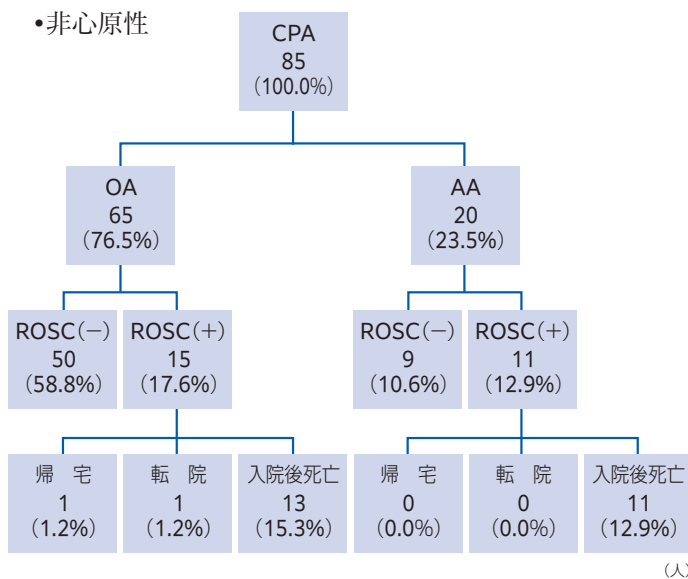 •非心原性
CPA
85
（100.0%）
OA
65
（76.5%）
AA
20
（23.5%）
ROSC（−）
50
（58.8%）
ROSC（＋）
15
（17.6%）
ROSC（−）
9
（10.6%）
ROSC（＋）
11
（12.9%）
帰　宅
1
（1.2%）
転　院
1
（1.2%）
入院後死亡
13
（15.3%）
帰　宅
0
（0.0%）
転　院
0
（0.0%）
入院後死亡
11
（12.9%）
（人）